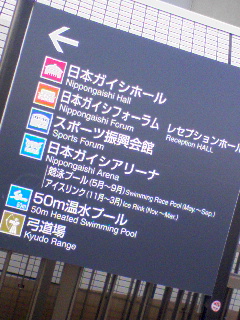 日本ガイシホール
Nippongaishi Hall
日本ガイシフォーラム レセプションホール
Nippongaishi Forum Reception HALL
スポーツ振興会館
Sports Forum
日本ガイシアリーナ
Nippongaishi Arena
競泳プール(5月〜9月) Swimming Race Pool (May.〜Sep.)
アイスリンク(11月〜3月) Ice Rink (Nov.〜Mar.)
50m温水プール
50m Heated Swimming Pool
弓道場
Kyudo Range